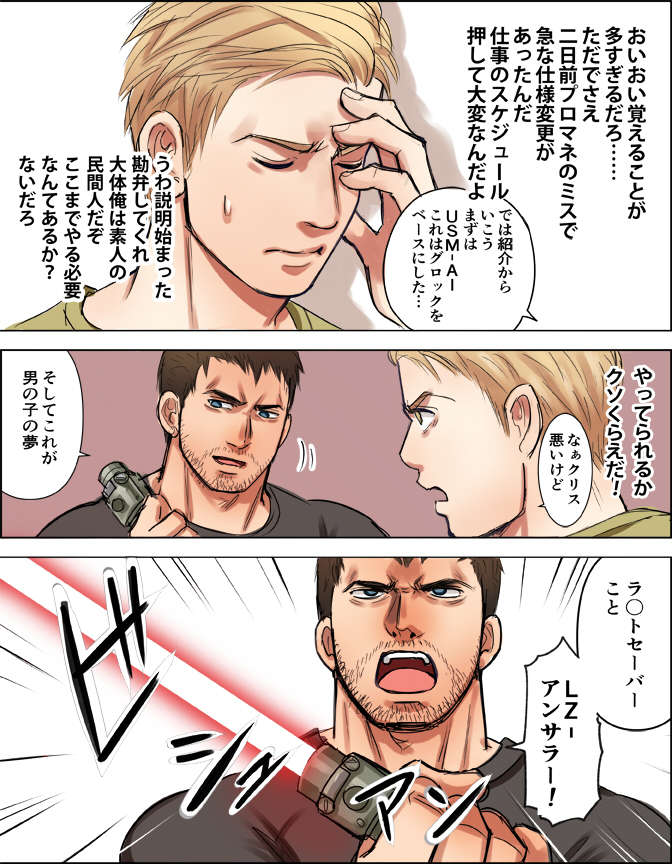 おいおい覚えることが
多すぎるだろ……
ただでさえ
二日前プロマネのミスで
急な仕様変更が
あったんだ
仕事のスケジュール
押して大変なんだよ
では紹介から
いこう
まずは
USM-AI
これはグロックを
ベースにした…
うわ説明始まった
勘弁してくれ
大体俺は素人の
民間人だぞ
ここまでやる必要
なんてあるか？
ないだろ
やってられるか
クソくらえだ！
なぁクリス
悪いけど
そしてこれが
男の子の夢
ラ〇トセーバー
こと
LZ-
アンサラー！
ビシュアン